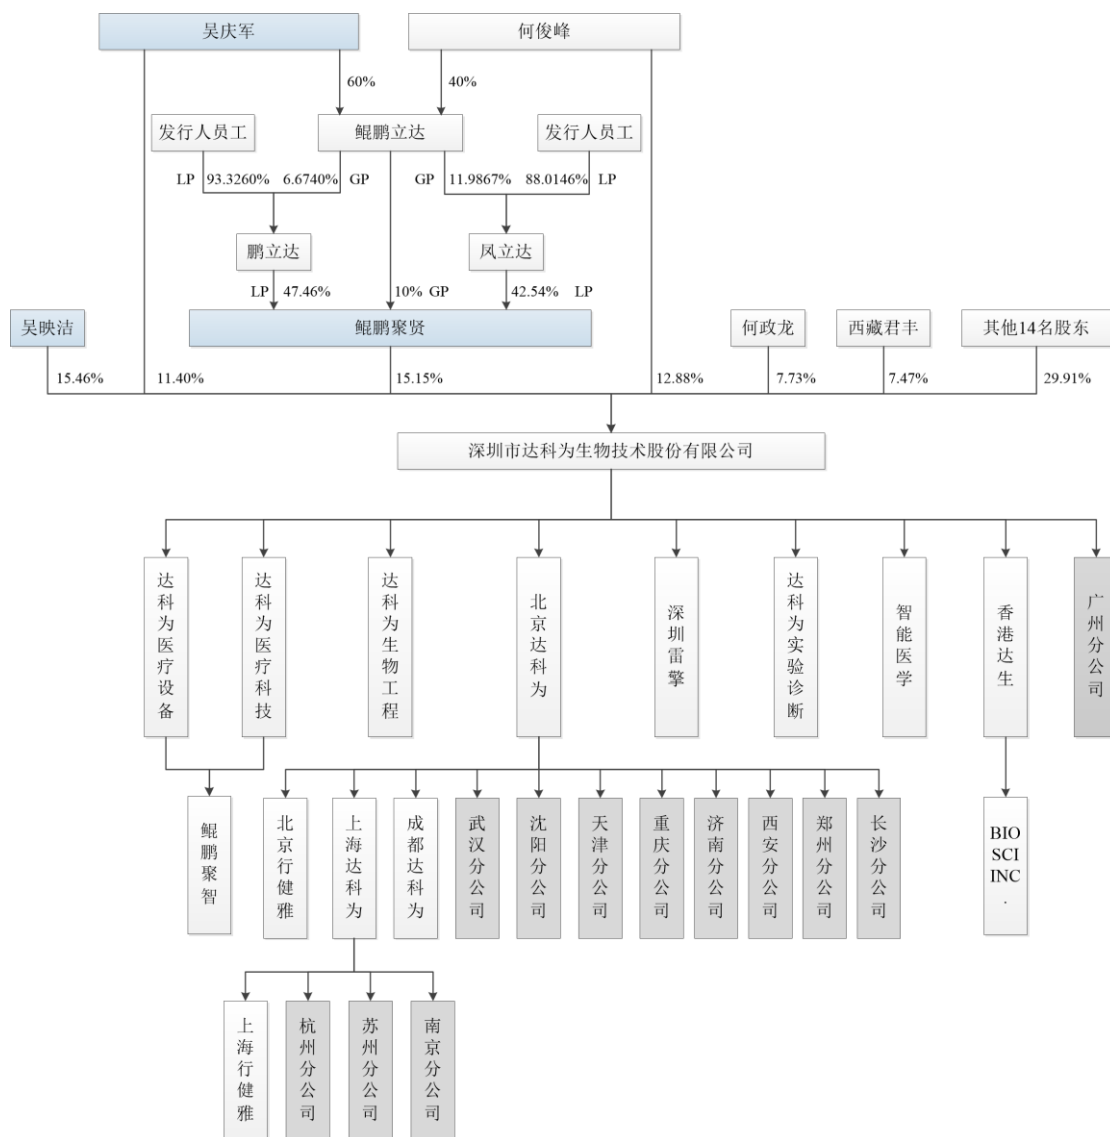 吴庆军
何俊峰
60%
40%
发行人员工
鲲鹏立达
发行人员工
LP
93.3260%
6.6740%
GP
GP
11.9867%
88.0146%
LP
鹏立达
凤立达
LP
47.46%
10%
GP
42.54%
LP
吴映洁
鲲鹏聚贤
何政龙
西藏君丰
其他14名股东
15.46%
11.40%
15.15%
12.88%
7.73%
7.47%
29.91%
深圳市达科为生物技术股份有限公司
达科为医疗设备
达科为医疗科技
达科为生物工程
北京达科为
深圳雷擎
达科为实验诊断
智能医学
香港达生
广州分公司
鲲鹏聚智
北京行健雅
上海达科为
成都达科为
武汉分公司
沈阳分公司
天津分公司
重庆分公司
济南分公司
西安分公司
郑州分公司
长沙分公司
BIO
SCI
INC
.
上海行健雅
杭州分公司
苏州分公司
南京分公司